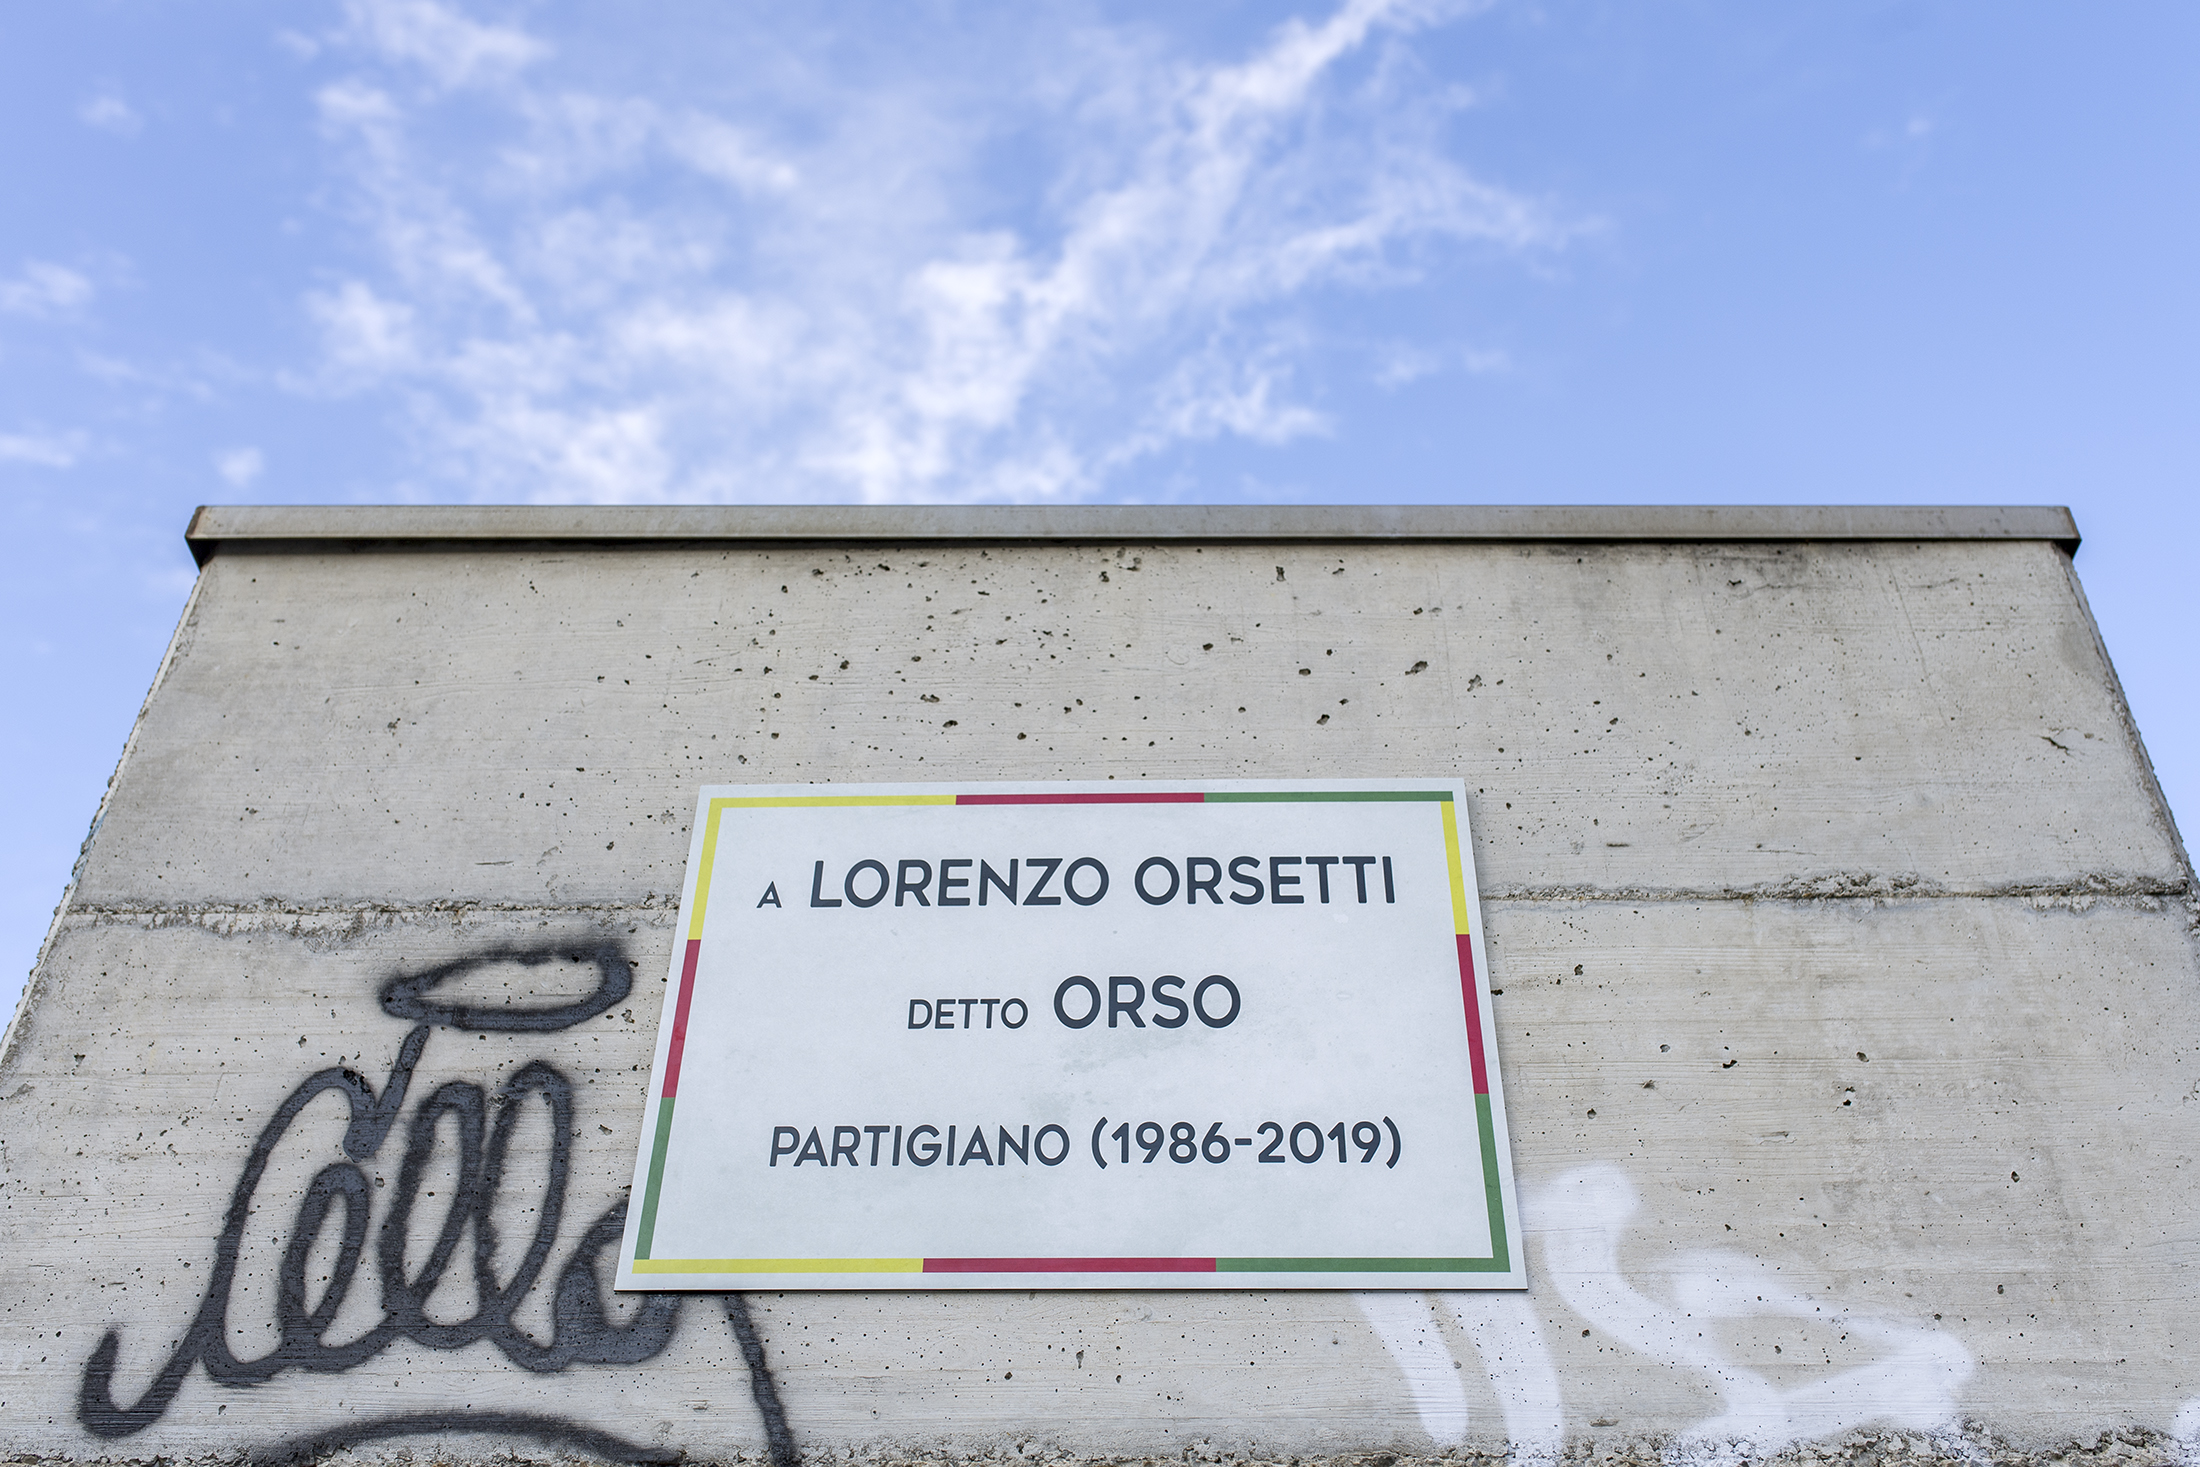 A LORENZO ORSETTI
DETTO ORSO
PARTIGIANO (1986-2019)